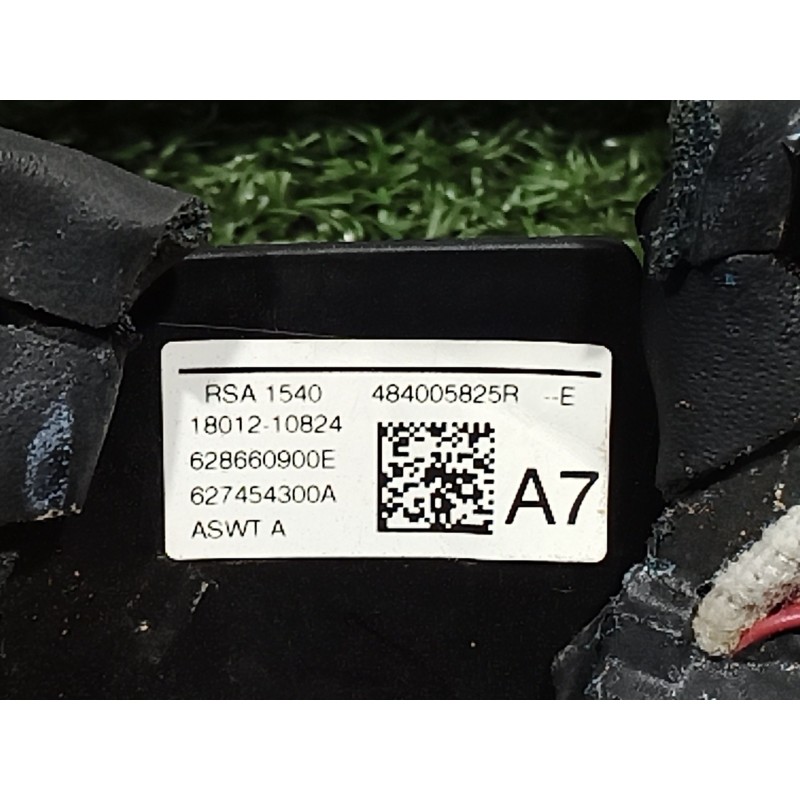 RSA 1540 484005825R --E
18012-10824
628660900E
627454300A
ASWT A
A7